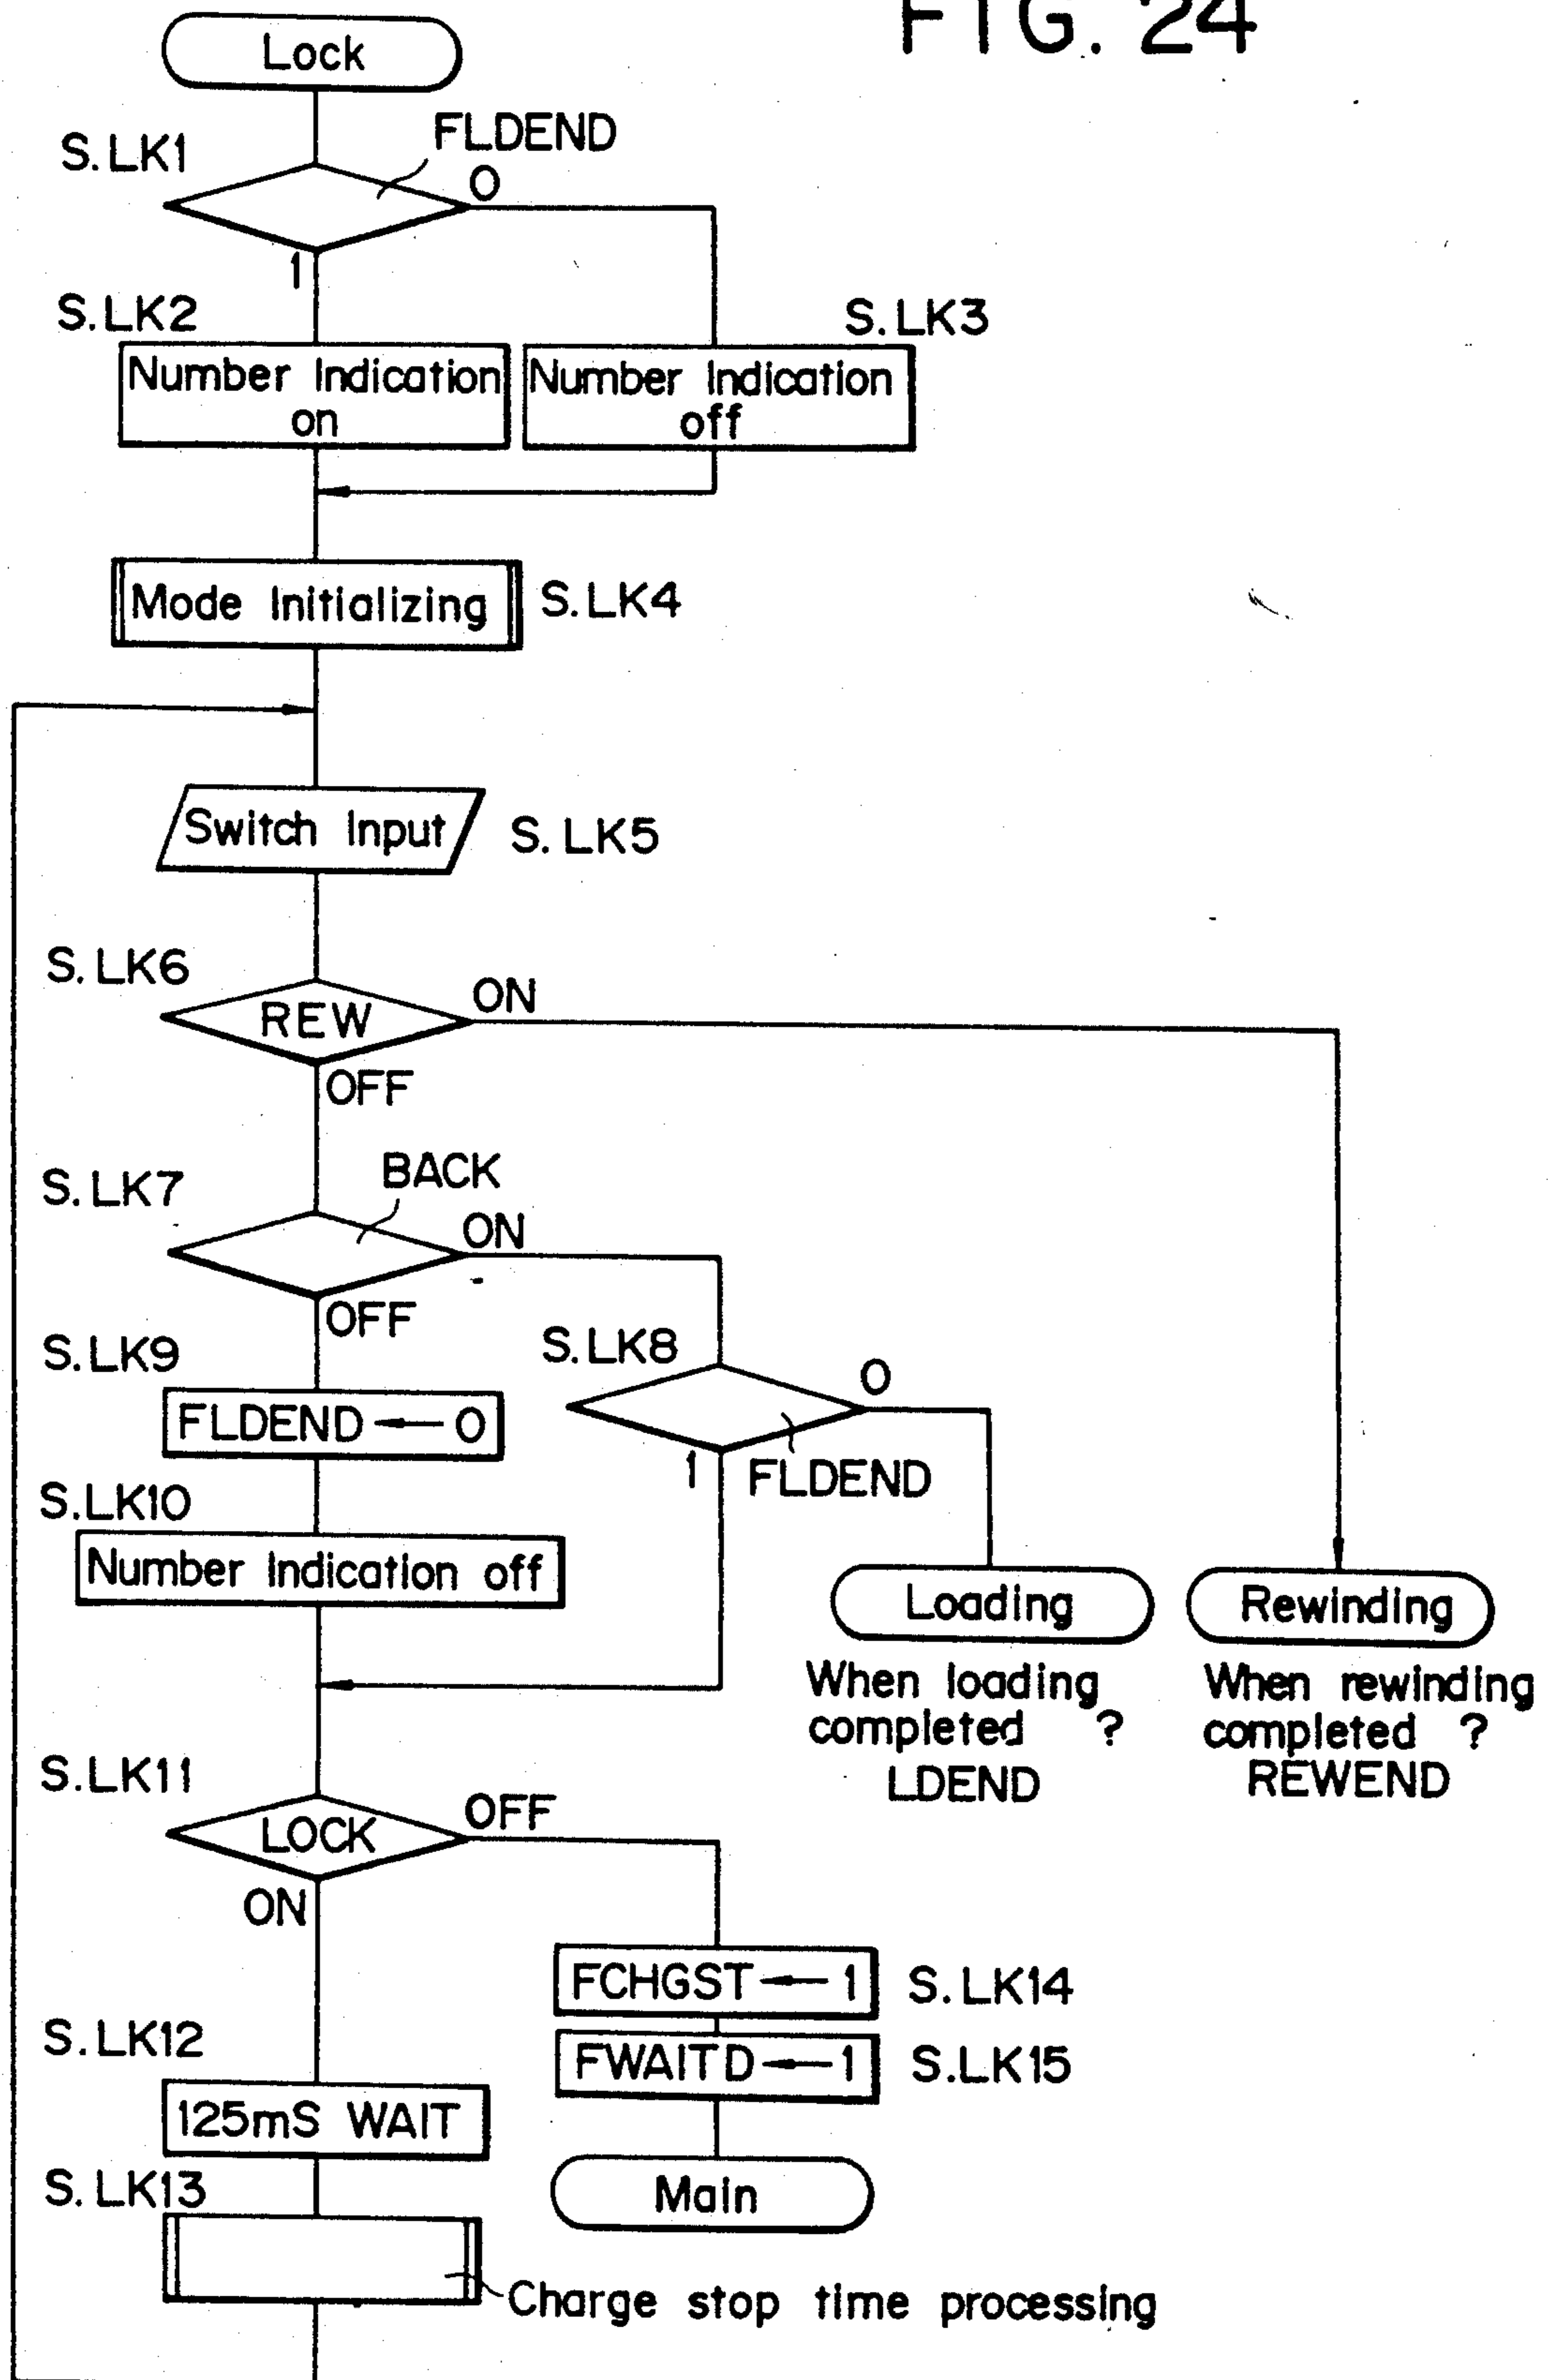 FIG. 24
Lock
S.LK1
FLDEND
0
1
S.LK2
S.LK3
Number Indication
on
Number Indication
off
Mode Initializing
S.LK4
Switch Input
S.LK5
S.LK6
REW
ON
OFF
S.LK7
BACK
ON
OFF
S.LK9
S.LK8
0
FLDEND ← 0
1
FLDEND
S.LK10
Number Indication off
Loading
Rewinding
When loading
completed ?
LDEND
When rewinding
completed ?
REWEND
S.LK11
LOCK
OFF
ON
FCHGST ← 1
S.LK14
S.LK12
FWAITD ← 1
S.LK15
125mS WAIT
S.LK13
Main
Charge stop time processing